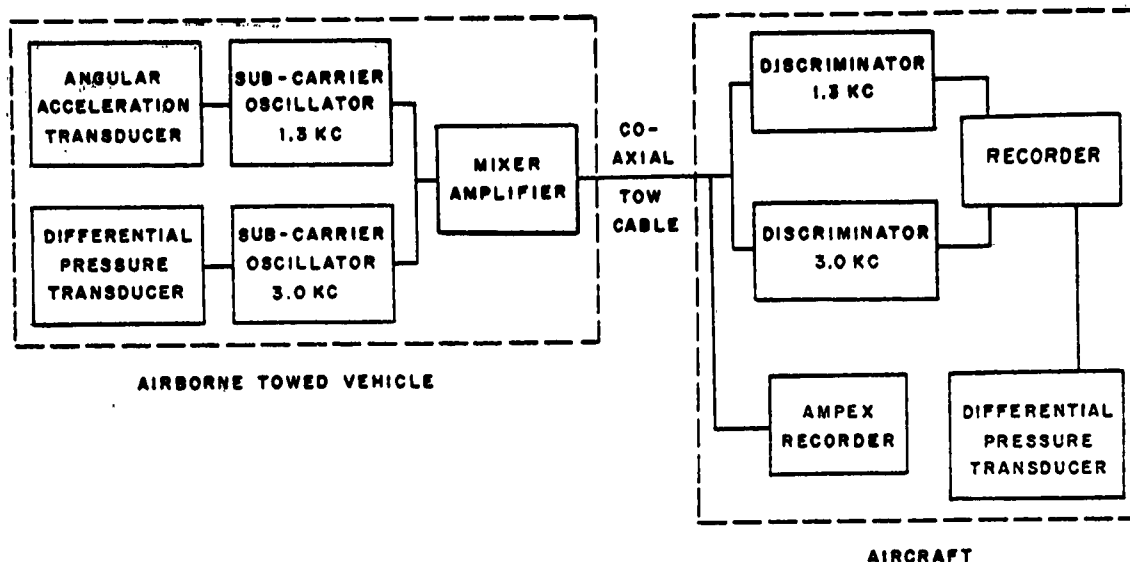 ANGULAR
ACCELERATION
TRANSDUCER
SUB-CARRIER
OSCILLATOR
1.3 KC
DIFFERENTIAL
PRESSURE
TRANSDUCER
SUB-CARRIER
OSCILLATOR
3.0 KC
MIXER
AMPLIFIER
AIRBORNE TOWED VEHICLE
CO-
AXIAL
TOW
CABLE
DISCRIMINATOR
1.3 KC
DISCRIMINATOR
3.0 KC
RECORDER
AMPEX
RECORDER
DIFFERENTIAL
PRESSURE
TRANSDUCER
AIRCRAFT